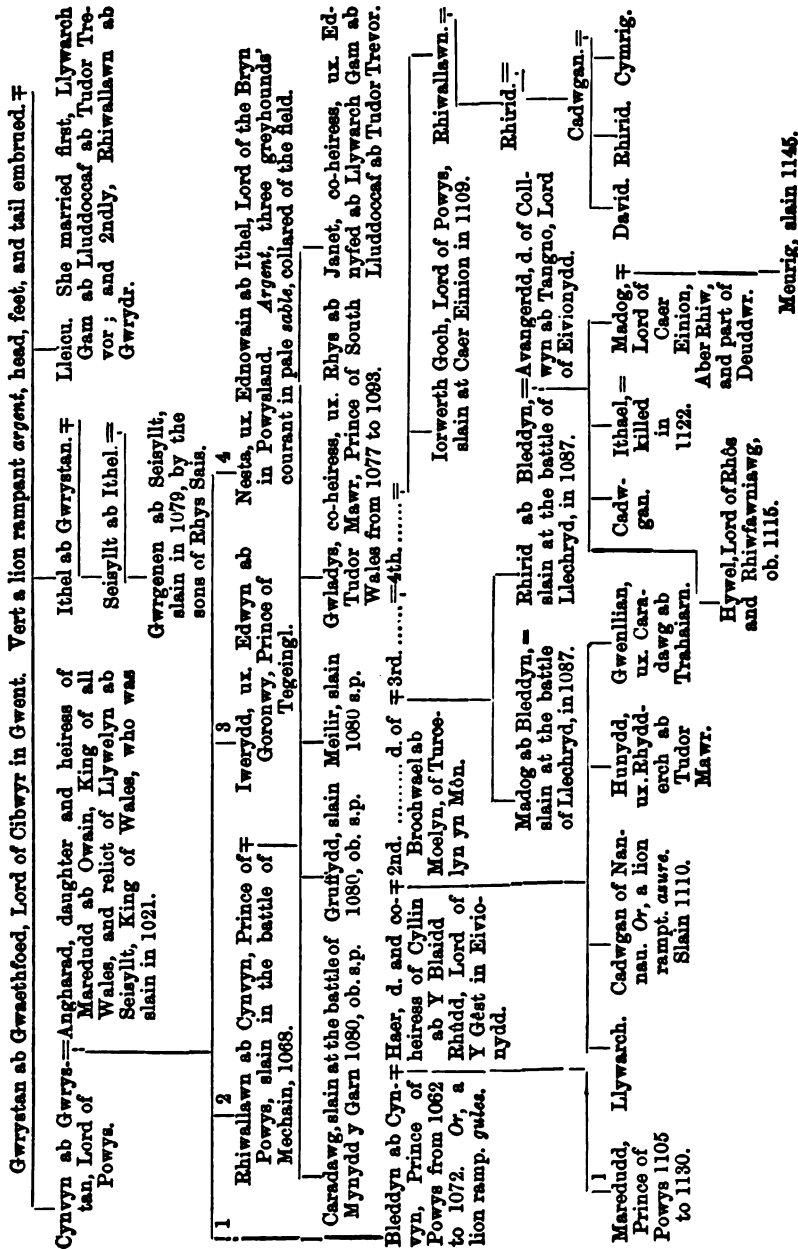 Gwrystan ab Gwaethfoed, Lord of Cibwyr in Gwent. Vert a lion rampant argent, head, feet, and tail embrued.
Cynvyn ab Gwrys-
tan, Lord of
Powys.
Angharad, daughter and heiress of
Maredudd ab Owain, King of all
Wales, and relict of Llywelyn ab
Seisyllt, King of Wales, who was
slain in 1021.
Ithel ab Gwrystan.
Seisyllt ab Ithel.
Gwrgenen ab Seisyllt,
slain in 1079, by the
sons of Rhys Sais.
Lleicu. She married first, Llywarch
Gam ab Lluddocaf ab Tudor Tre-
vor; and 2ndly, Rhiwallawn ab
Gwrydr.
1
2
Rhiwallawn ab Cynvyn, Prince of
Powys, slain in the battle of
Mechain, 1068.
3
Iwerydd, ux. Edwyn ab
Goronwy, Prince of
Tegeingl.
4
Nesta, ux. Ednowain ab Ithel, Lord of the Bryn
in Powysland. Argent, three greyhounds'
courant in pale sable, collared of the field.
Caradawg, slain at the battle of
Mynydd y Garn 1080, ob. s.p.
Gruffydd, slain
1080, ob. s.p.
Meilir, slain
1080 s.p.
Gwladys, co-heiress, ux. Rhys ab
Tudor Mawr, Prince of South
Wales from 1077 to 1093.
Janet, co-heiress, ux. Ed-
nyfed ab Llywarch Gam ab
Lluddocaf ab Tudor Trevor.
Bleddyn ab Cyn-
vyn, Prince of
Powys from 1062
to 1072. Or, a
lion ramp. gules.
Haer, d. and co-
heiress of Cyllin
ab Y Blaidd
Rhûdd, Lord of
Y Gêst in Eivio-
nydd.
2nd. ......... d. of
Brochwael ab
Moelyn, of Turce-
lyn yn Môn.
3rd. .......
4th. .......
Iorwerth Goch, Lord of Powys,
slain at Caer Einion in 1109.
Rhiwallawn.
Rhirid.
Cadwgan.
David. Rhirid. Cymrig.
Madog ab Bleddyn,
slain at the battle
of Llechryd, in 1087.
Rhirid ab Bleddyn,
slain at the battle of
Llechryd, in 1087.
Avangerdd, d. of Coll-
wyn ab Tangno, Lord
of Eivionydd.
1
Maredudd,
Prince of
Powys 1105
to 1130.
Llywarch.
Cadwgan of Nan-
nau. Or, a lion
rampt. azure.
Slain 1110.
Hunydd,
ux. Rhydd-
erch ab
Tudor
Mawr.
Gwenllian,
ux. Cara-
dawg ab
Trahaiarn.
Cadw-
gan.
Ithael,
killed
in
1122.
Madog,
Lord of
Caer
Einion,
Aber Rhiw,
and part of
Deuddwr.
Hywel, Lord of Rhôs
and Rhiwfawniawg,
ob. 1115.
Meurig, slain 1145.